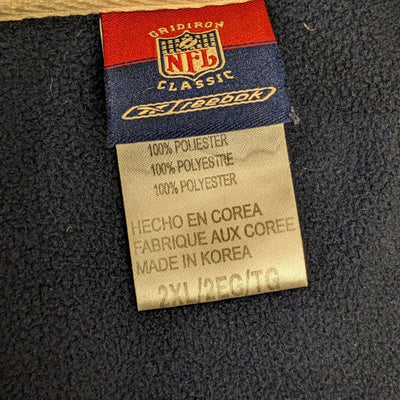 GRIDIRON
NFL
CLASSIC
Reebok
100% POLIESTER
100% POLYESTRE
100% POLYESTER
HECHO EN COREA
FABRIQUE AUX COREE
MADE IN KOREA
2XL/2EG/TG